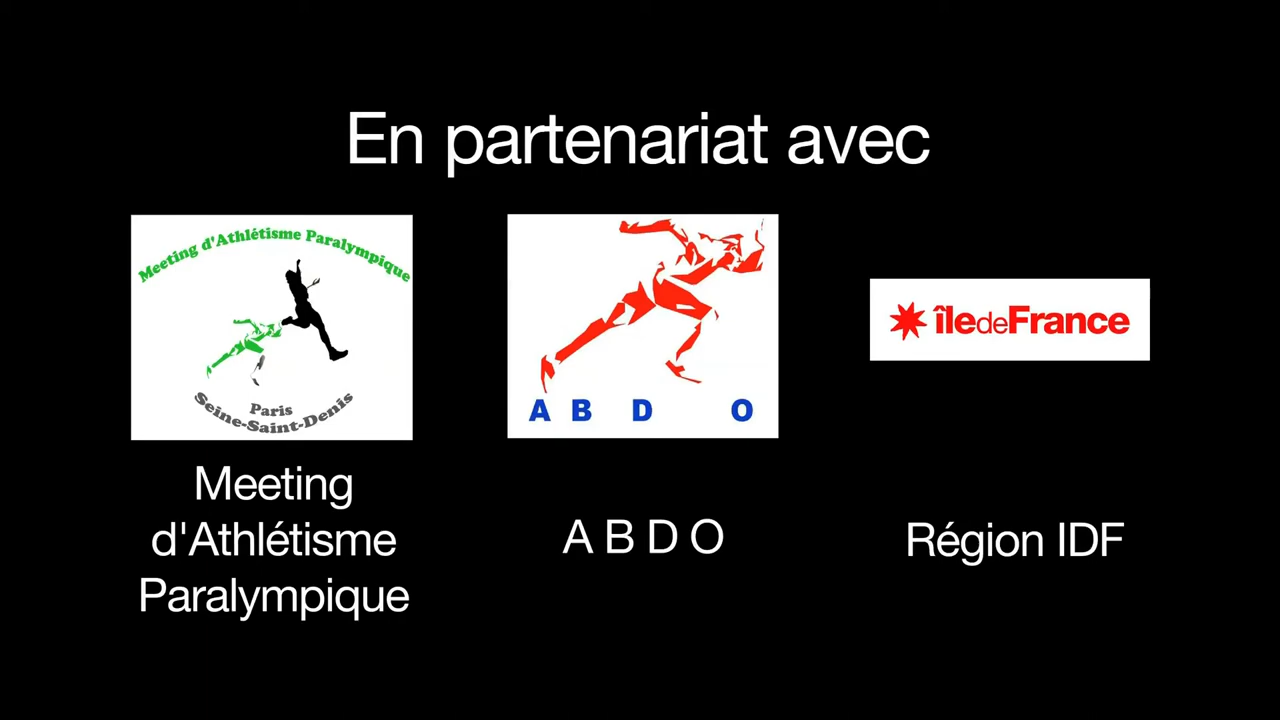 En partenariat avec
Meeting d'Athlétisme Paralympique
Paris
Seine-Saint-Denis
A B D O
îledeFrance
Meeting
d'Athlétisme
Paralympique
A B D O
Région IDF